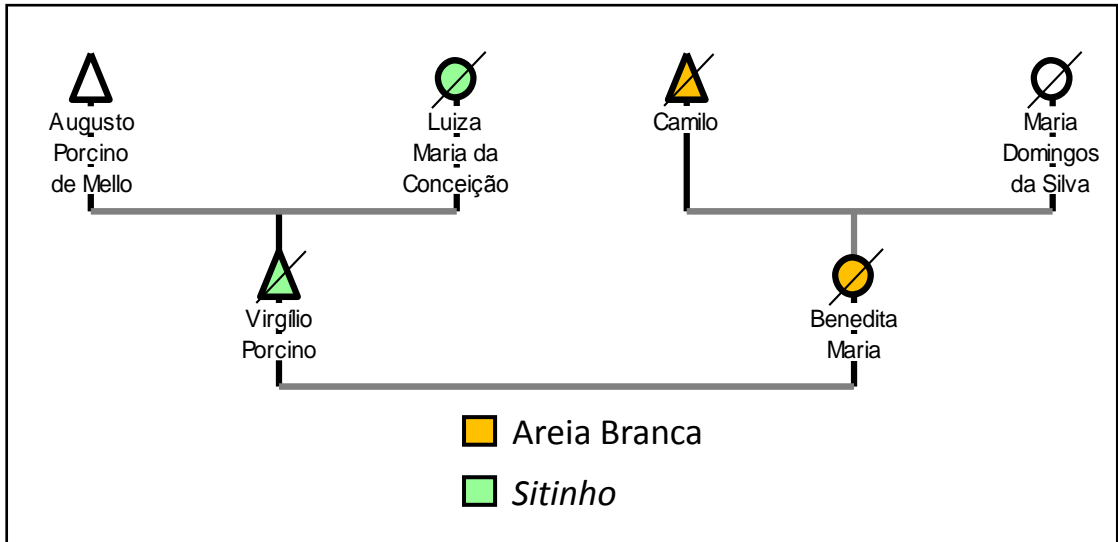 Augusto
Porcino
de Mello
Luiza
Maria da
Conceição
Camilo
Maria
Domingos
da Silva
Virgílio
Porcino
Benedita
Maria
Areia Branca
Sitinho